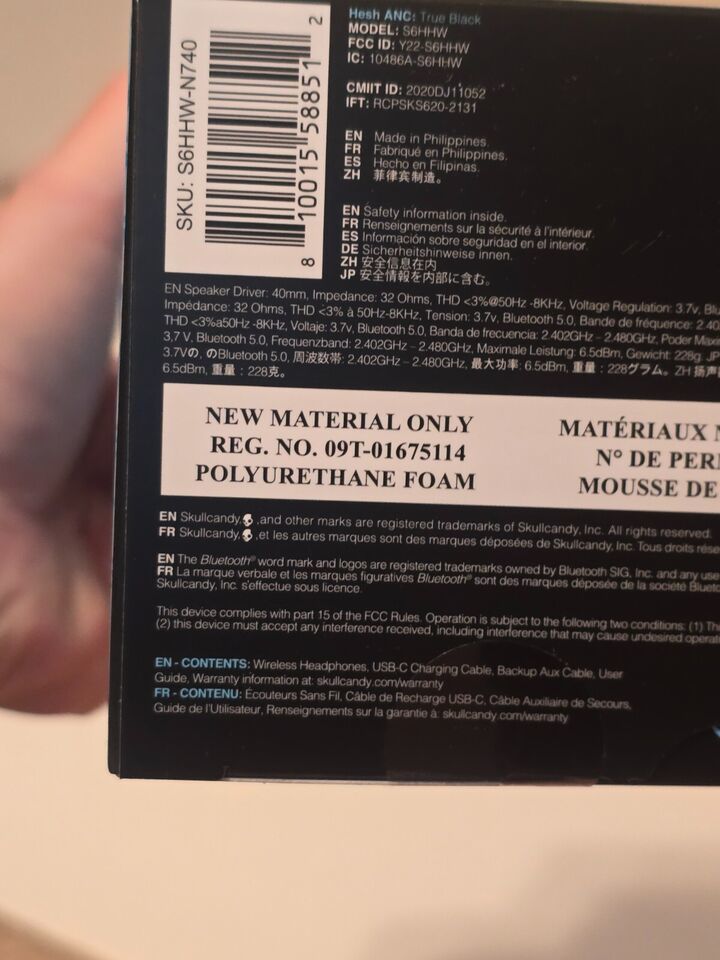 SKU: S6HHW-N740
8 10015 58851 2
Hesh ANC: True Black
MODEL: S6HHW
FCC ID: Y22-S6HHW
IC: 10486A-S6HHW
CMIIT ID: 2020DJ11052
IFT: RCPSKS620-2131
EN Made in Philippines.
FR Fabriqué en Philippines.
ES Hecho en Filipinas.
ZH 菲律宾制造。
EN Safety information inside.
FR Renseignements sur la sécurité à l'intérieur.
ES Información sobre seguridad en el interior.
DE Sicherheitshinweise innen.
ZH 安全信息在内
JP 安全情報を内部に含む。
EN Speaker Driver: 40mm, Impedance: 32 Ohms, THD <3%@50Hz -8KHz, Voltage Regulation: 3.7v, Blu
Impédance: 32 Ohms, THD <3% à 50Hz-8KHz, Tension: 3.7v, Bluetooth 5.0, Bande de fréquence: 2.40
THD <3%a50Hz -8KHz, Voltaje: 3.7v, Bluetooth 5.0, Banda de frecuencia: 2.402GHz – 2.480GHz, Poder Maxi
3,7 V. Bluetooth 5.0, Frequenzband: 2.402GHz – 2.480GHz, Maximale Leistung: 6.5dBm, Gewicht: 228g. JP
3.7Vの, のBluetooth 5.0, 周波数帯: 2.402GHz – 2.480GHz, 最大功率: 6.5dBm, 重量：228グラム。ZH 扬声
6.5dBm, 重量：228克。
NEW MATERIAL ONLY
REG. NO. 09T-01675114
POLYURETHANE FOAM
MATÉRIAUX N
N° DE PER
MOUSSE DE
EN Skullcandy, ,and other marks are registered trademarks of Skullcandy, Inc. All rights reserved.
FR Skullcandy, ,et les autres marques sont des marques déposées de Skullcandy, Inc. Tous droits rése
EN The Bluetooth® word mark and logos are registered trademarks owned by Bluetooth SIG, Inc. and any use
FR La marque verbale et les marques figuratives Bluetooth® sont des marques déposée de la société Blueto
Skullcandy, Inc. s'effectue sous licence.
This device complies with part 15 of the FCC Rules. Operation is subject to the following two conditions: (1) Th
(2) this device must accept any interference received, including interference that may cause undesired operat
EN - CONTENTS: Wireless Headphones, USB-C Charging Cable, Backup Aux Cable, User
Guide, Warranty information at: skullcandy.com/warranty
FR - CONTENU: Écouteurs Sans Fil, Câble de Recharge USB-C, Câble Auxiliaire de Secours,
Guide de l'Utilisateur, Renseignements sur la garantie à: skullcandy.com/warranty